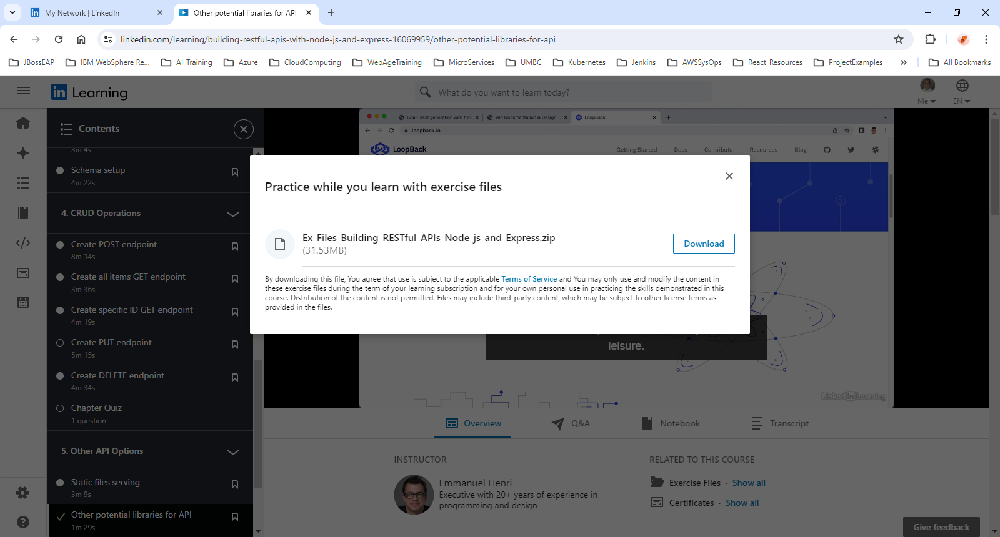 My Network | LinkedIn
Other potential libraries for API
linkedin.com/learning/building-restful-apis-with-node-js-and-express-16069959/other-potential-libraries-for-api
JBossEAP
IBM WebSphere Re...
AI_Training
Azure
CloudComputing
WebAgeTraining
MicroServices
UMBC
Kubernetes
Jenkins
AWSSysOps
React_Resources
ProjectExamples
All Bookmarks
in Learning
What do you want to learn today?
Me
EN
Contents
3m 4s
Schema setup
4m 22s
4. CRUD Operations
Create POST endpoint
8m 14s
Create all items GET endpoint
3m 36s
Create specific ID GET endpoint
4m 19s
Create PUT endpoint
5m 15s
Create DELETE endpoint
4m 34s
Chapter Quiz
1 question
5. Other API Options
Static files serving
3m 9s
Other potential libraries for API
1m 29s
Koa - next generation web fra
API Documentation & Design T
LoopBack
loopback.io
LoopBack
Getting Started
Docs
Contribute
Resources
Blog
Practice while you learn with exercise files
Ex_Files_Building_RESTful_APIs_Node_js_and_Express.zip
(31.53MB)
Download
By downloading this file, You agree that use is subject to the applicable Terms of Service and You may only use and modify the content in
these exercise files during the term of your learning subscription and for your own personal use in practicing the skills demonstrated in this
course. Distribution of the content is not permitted. Files may include third-party content, which may be subject to other license terms as
provided in the files.
leisure.
LinkedIn Learning
Overview
Q&A
Notebook
Transcript
INSTRUCTOR
Emmanuel Henri
Executive with 20+ years of experience in
programming and design
RELATED TO THIS COURSE
Exercise Files · Show all
Certificates · Show all
Give feedback